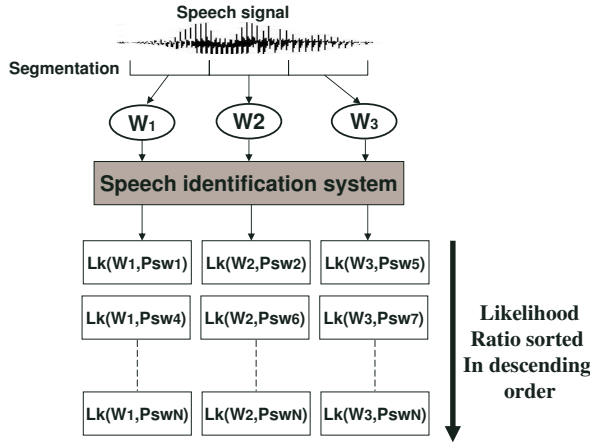 Speech signal
Segmentation
W1 W2 W3
Speech identification system
Lk(W1,Psw1) Lk(W2,Psw2) Lk(W3,Psw5)
Lk(W1,Psw4) Lk(W2,Psw6) Lk(W3,Psw7)
Lk(W1,PswN) Lk(W2,PswN) Lk(W3,PswN)
Likelihood
Ratio sorted
In descending
order